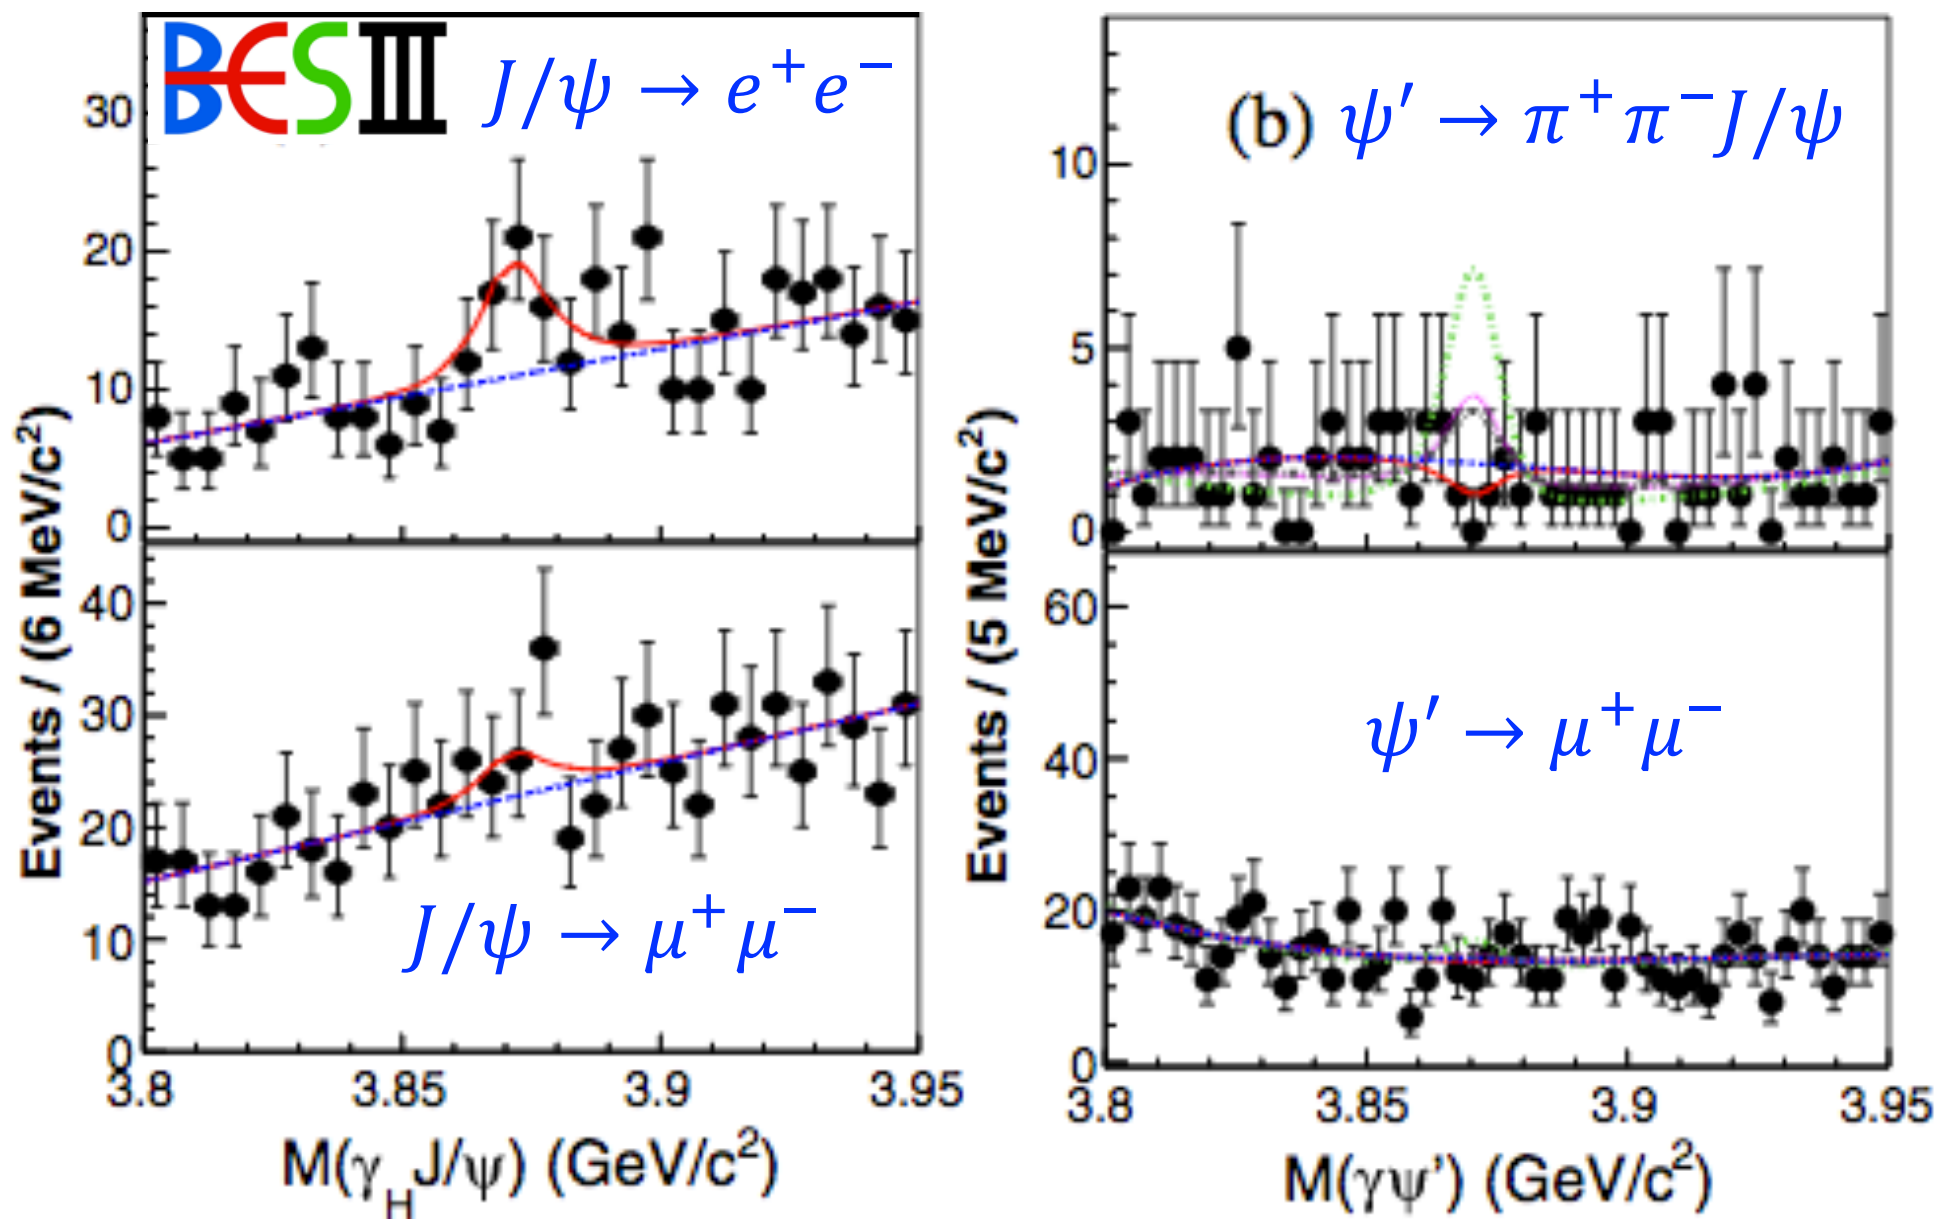 BESIII
J/ψ → e⁺e⁻
30
20
10
0
40
30
20
10
0
J/ψ → μ⁺μ⁻
3.8 3.85 3.9 3.95
M(γ_H J/ψ) (GeV/c²)
Events / (6 MeV/c²)
(b) ψ′ → π⁺π⁻J/ψ
10
5
0
60
40
20
0
ψ′ → μ⁺μ⁻
3.8 3.85 3.9 3.95
M(γψ’) (GeV/c²)
Events / (5 MeV/c²)